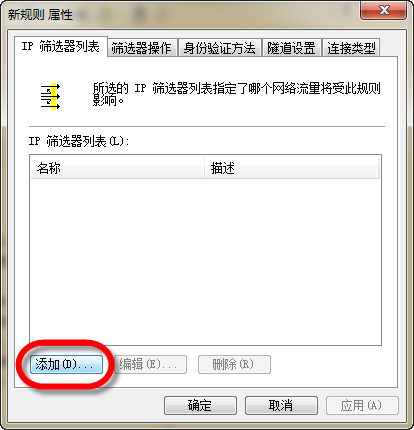 新规则 属性
IP 筛选器列表 筛选器操作 身份验证方法 隧道设置 连接类型
所选的 IP 筛选器列表指定了哪个网络流量将受此规则
影响。
IP 筛选器列表(L):
名称 描述
添加(D)... 编辑(E)... 删除(R)
确定 取消 应用(A)